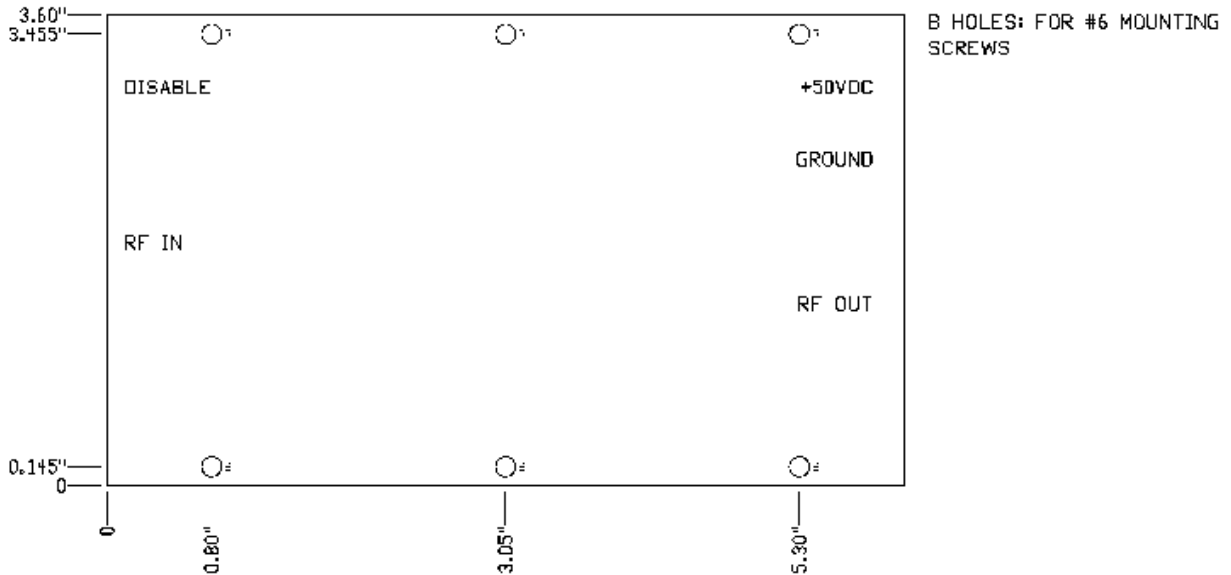 3.60"
3.455"
B HOLES: FOR #6 MOUNTING
SCREWS
DISABLE
+50VDC
GROUND
RF IN
RF OUT
0.145"
0
0
0.80"
3.05"
5.30"